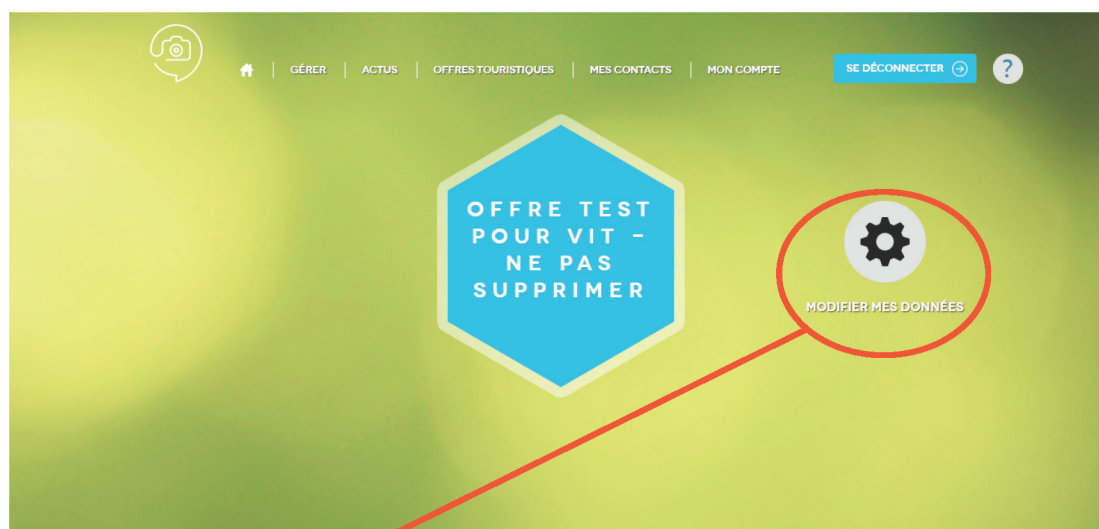 GÉRER | ACTUS | OFFRES TOURISTIQUES | MES CONTACTS | MON COMPTE SE DÉCONNECTER ?
OFFRE TEST
POUR VIT –
NE PAS
SUPPRIMER
MODIFIER MES DONNÉES